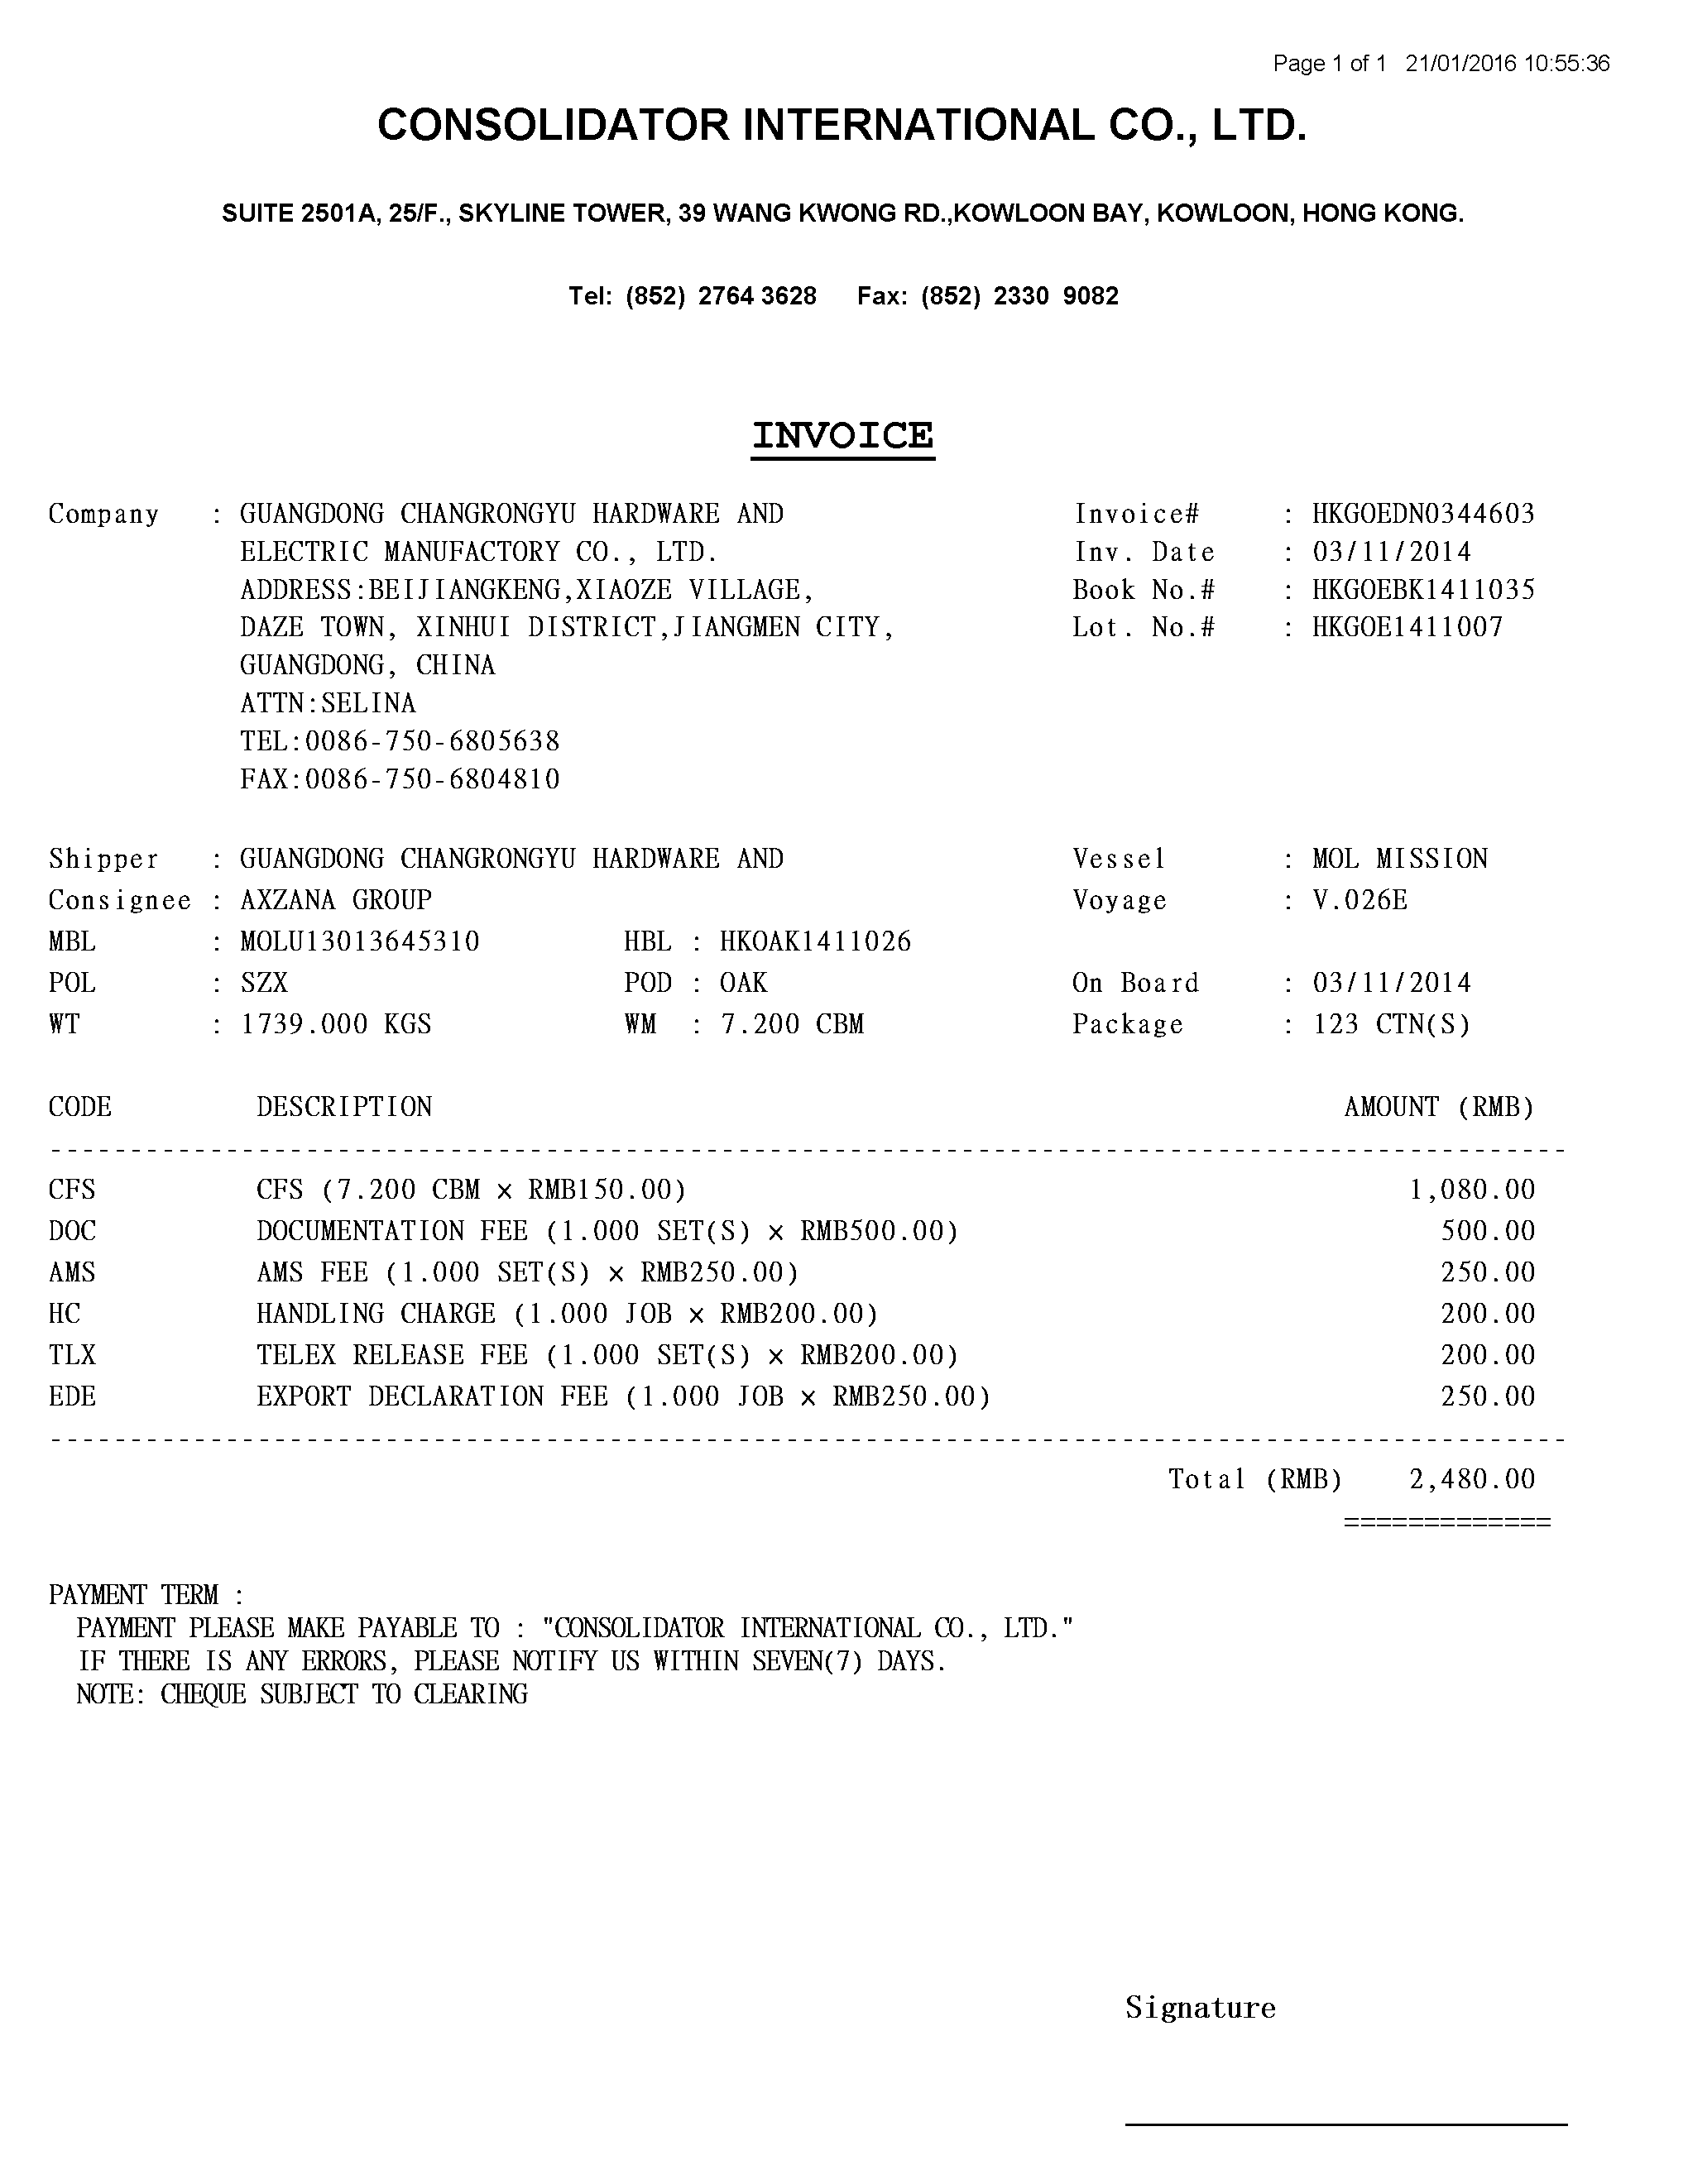 Page 1 of 1 21/01/2016 10:55:36
CONSOLIDATOR INTERNATIONAL CO., LTD.
SUITE 2501A, 25/F., SKYLINE TOWER, 39 WANG KWONG RD.,KOWLOON BAY, KOWLOON, HONG KONG.
Tel: (852) 2764 3628 Fax: (852) 2330 9082
INVOICE
Company : GUANGDONG CHANGRONGYU HARDWARE AND Invoice# : HKGOEDN0344603
ELECTRIC MANUFACTORY CO., LTD. Inv. Date : 03/11/2014
ADDRESS:BEIJIANGKENG,XIAOZE VILLAGE, Book No.# : HKGOEBK1411035
DAZE TOWN, XINHUI DISTRICT,JIANGMEN CITY, Lot. No.# : HKGOE1411007
GUANGDONG, CHINA
ATTN:SELINA
TEL:0086-750-6805638
FAX:0086-750-6804810
Shipper : GUANGDONG CHANGRONGYU HARDWARE AND Vessel : MOL MISSION
Consignee : AXZANA GROUP Voyage : V.026E
MBL : MOLU13013645310 HBL : HKOAK1411026
POL : SZX POD : OAK On Board : 03/11/2014
WT : 1739.000 KGS WM : 7.200 CBM Package : 123 CTN(S)
CODE DESCRIPTION AMOUNT (RMB)
CFS CFS (7.200 CBM × RMB150.00) 1,080.00
DOC DOCUMENTATION FEE (1.000 SET(S) × RMB500.00) 500.00
AMS AMS FEE (1.000 SET(S) × RMB250.00) 250.00
HC HANDLING CHARGE (1.000 JOB × RMB200.00) 200.00
TLX TELEX RELEASE FEE (1.000 SET(S) × RMB200.00) 200.00
EDE EXPORT DECLARATION FEE (1.000 JOB × RMB250.00) 250.00
Total (RMB) 2,480.00
=============
PAYMENT TERM :
PAYMENT PLEASE MAKE PAYABLE TO : "CONSOLIDATOR INTERNATIONAL CO., LTD."
IF THERE IS ANY ERRORS, PLEASE NOTIFY US WITHIN SEVEN(7) DAYS.
NOTE: CHEQUE SUBJECT TO CLEARING
Signature